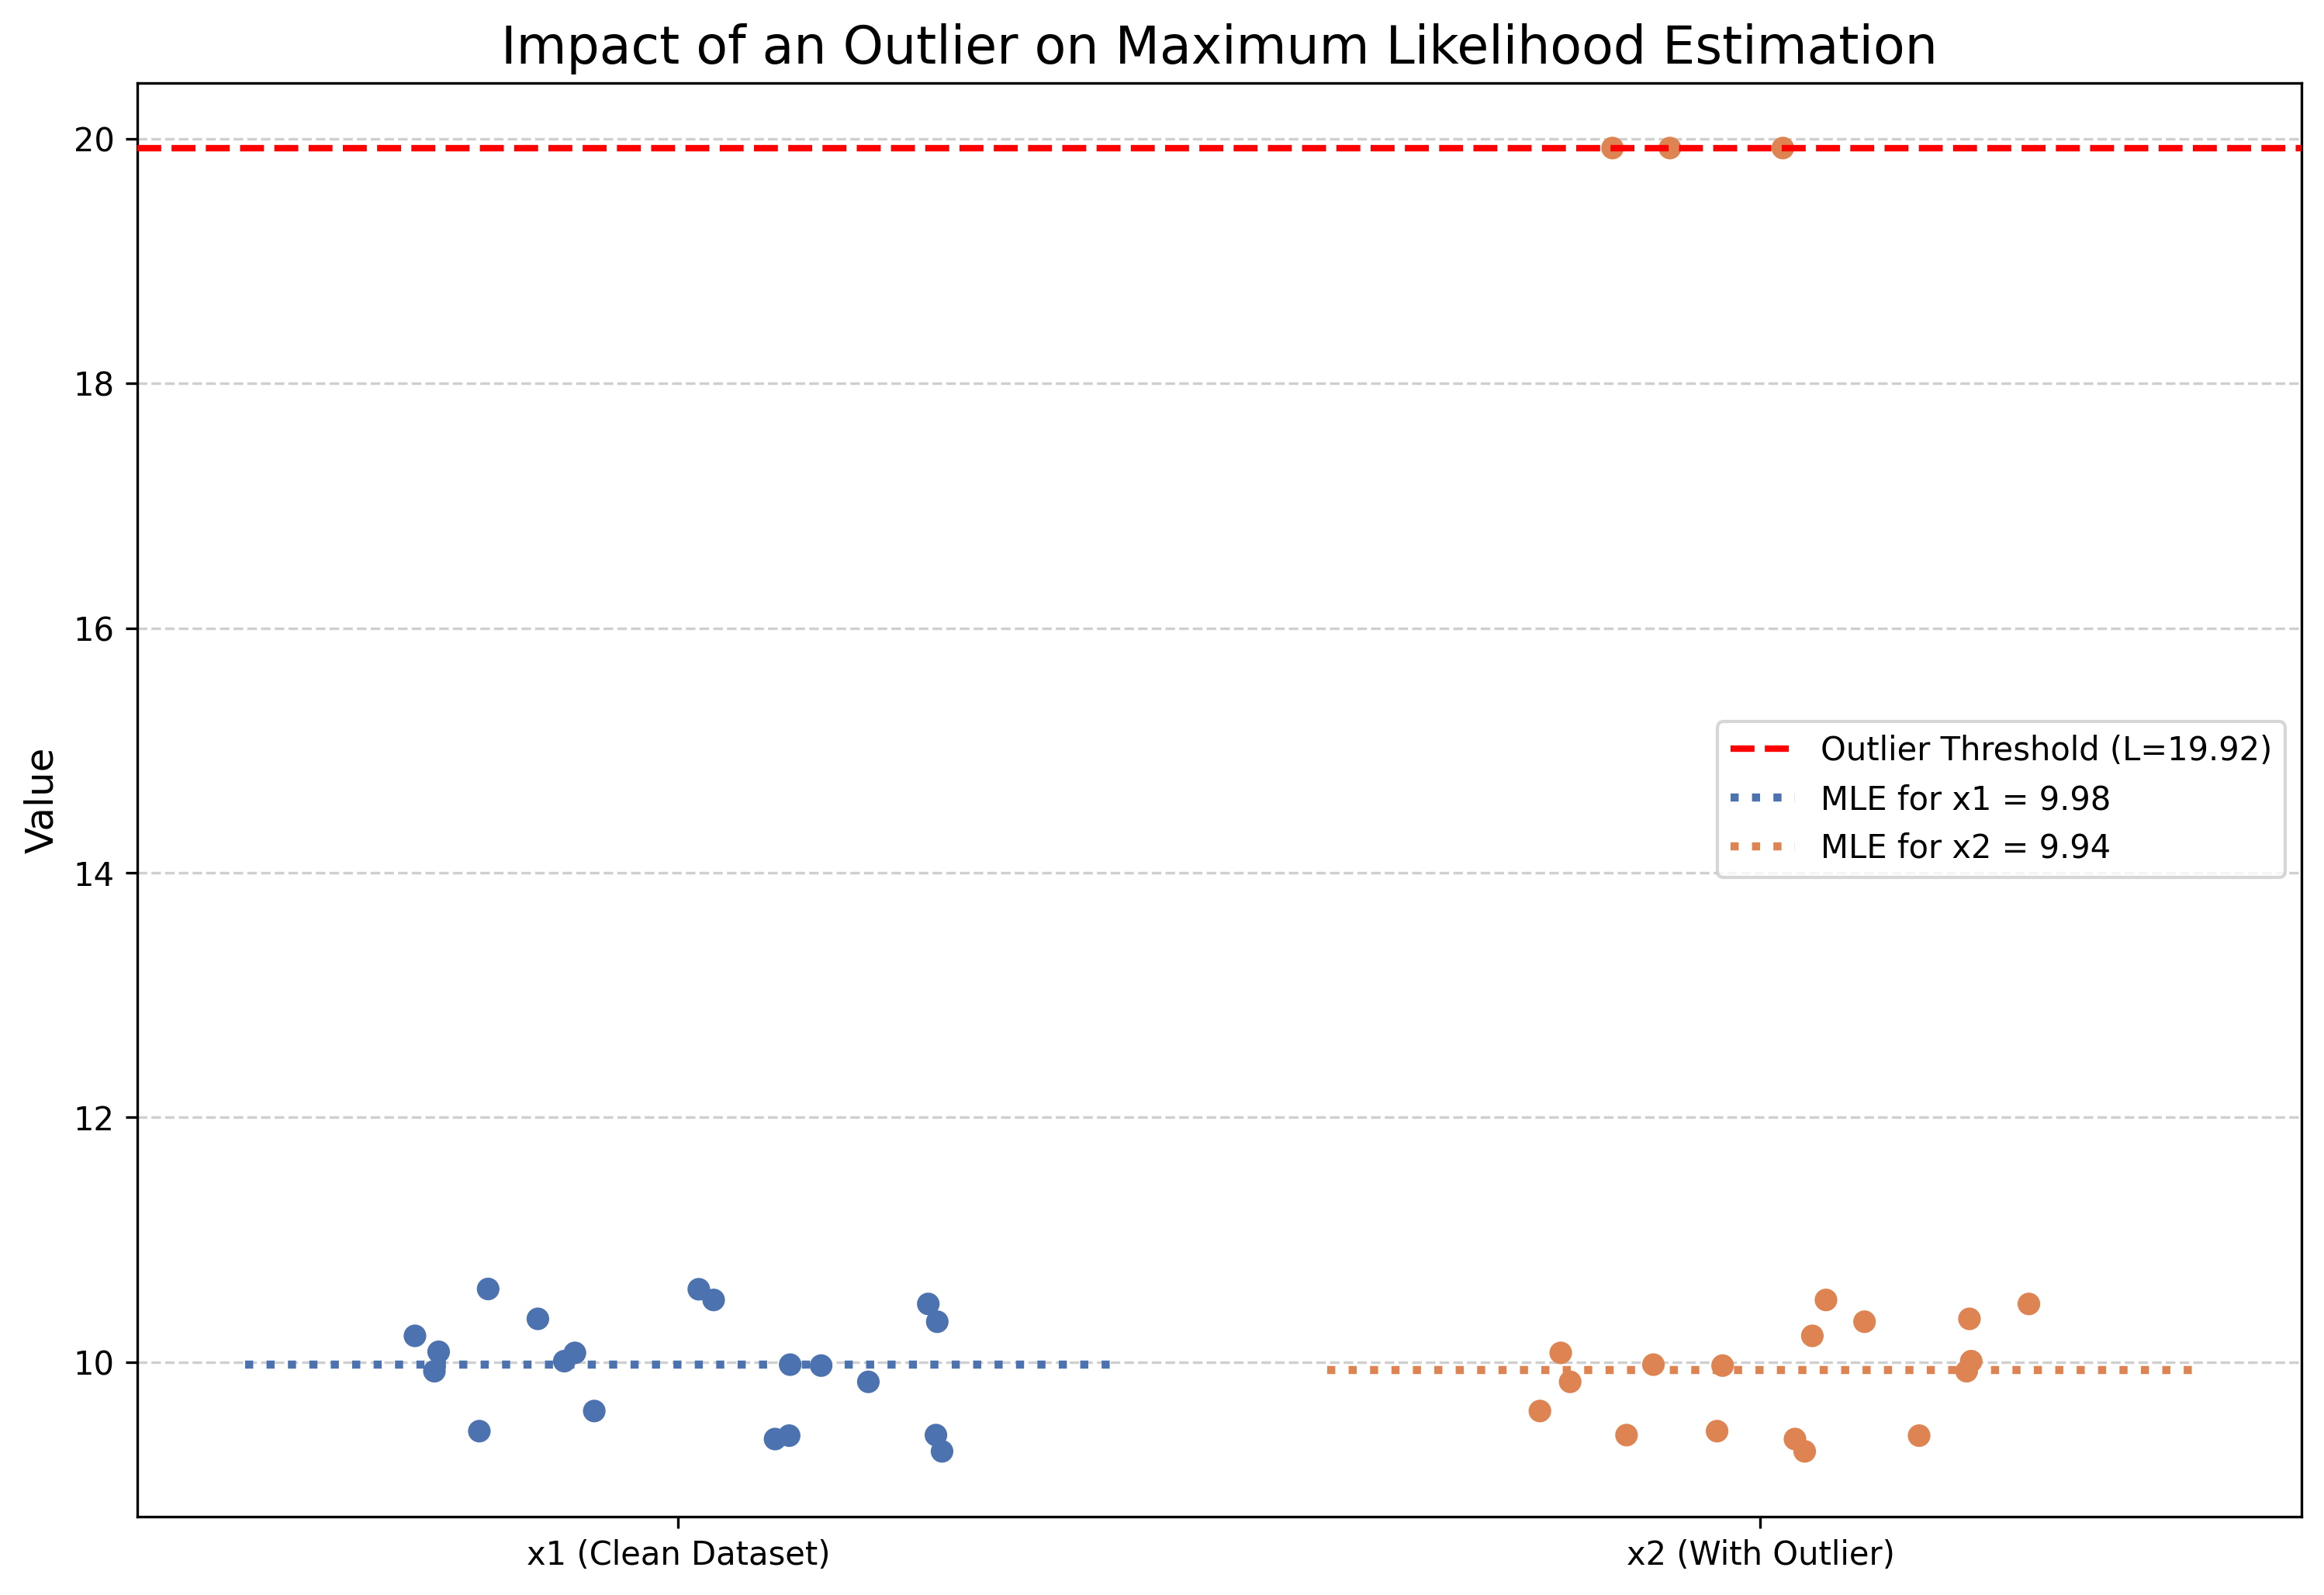 Impact of an Outlier on Maximum Likelihood Estimation
20
18
16
14
12
10
Value
Outlier Threshold (L=19.92)
MLE for x1 = 9.98
MLE for x2 = 9.94
x1 (Clean Dataset)
x2 (With Outlier)